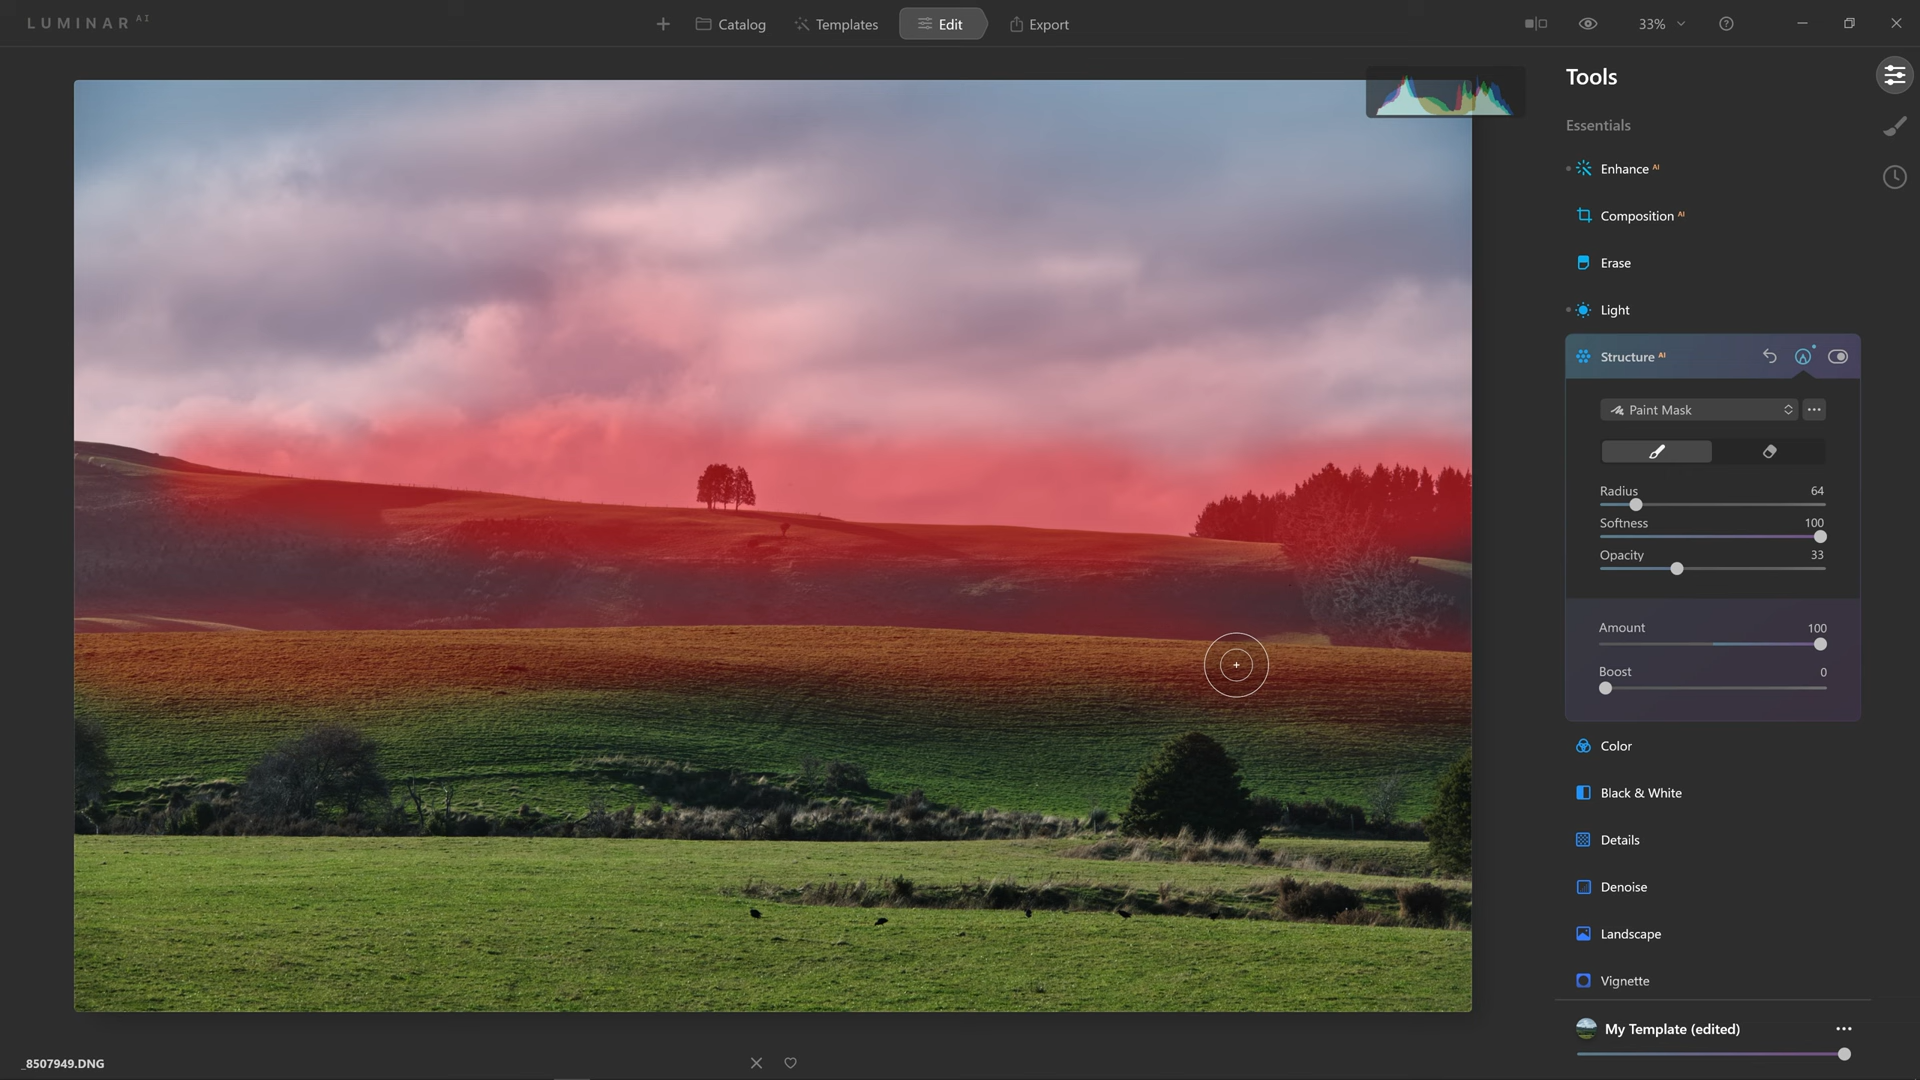 LUMINAR AI
Catalog
Templates
Edit
Export
33%
Tools
Essentials
Enhance AI
Composition AI
Erase
Light
Structure AI
Paint Mask
Radius 64
Softness 100
Opacity 33
Amount 100
Boost 0
Color
Black & White
Details
Denoise
Landscape
Vignette
My Template (edited)
_8507949.DNG